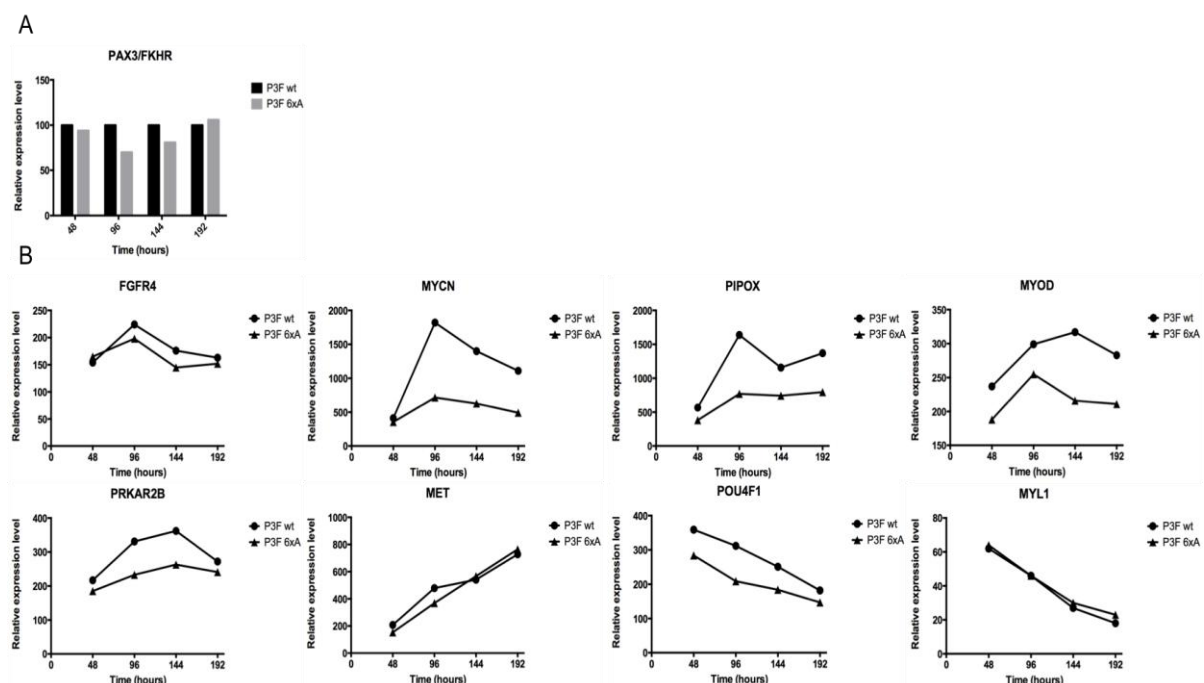 A
PAX3/FKHR
Relative expression level
150
100
50
0
48 96 144 192
Time (hours)
P3F wt
P3F 6xA
B
FGFR4
Relative expression level
250
200
150
100
50
0
0 48 96 144 192
Time (hours)
P3F wt
P3F 6xA
MYCN
Relative expression level
2000
1500
1000
500
0
0 48 96 144 192
Time (hours)
P3F wt
P3F 6xA
PIPOX
Relative expression level
2000
1500
1000
500
0
0 48 96 144 192
Time (hours)
P3F wt
P3F 6xA
MYOD
Relative expression level
350
300
250
200
150
0 48 96 144 192
Time (hours)
P3F wt
P3F 6xA
PRKAR2B
Relative expression level
400
300
200
100
0
0 48 96 144 192
Time (hours)
P3F wt
P3F 6xA
MET
Relative expression level
1000
800
600
400
200
0
0 48 96 144 192
Time (hours)
P3F wt
P3F 6xA
POU4F1
Relative expression level
400
300
200
100
0
0 48 96 144 192
Time (hours)
P3F wt
P3F 6xA
MYL1
Relative expression level
80
60
40
20
0
0 48 96 144 192
Time (hours)
P3F wt
P3F 6xA